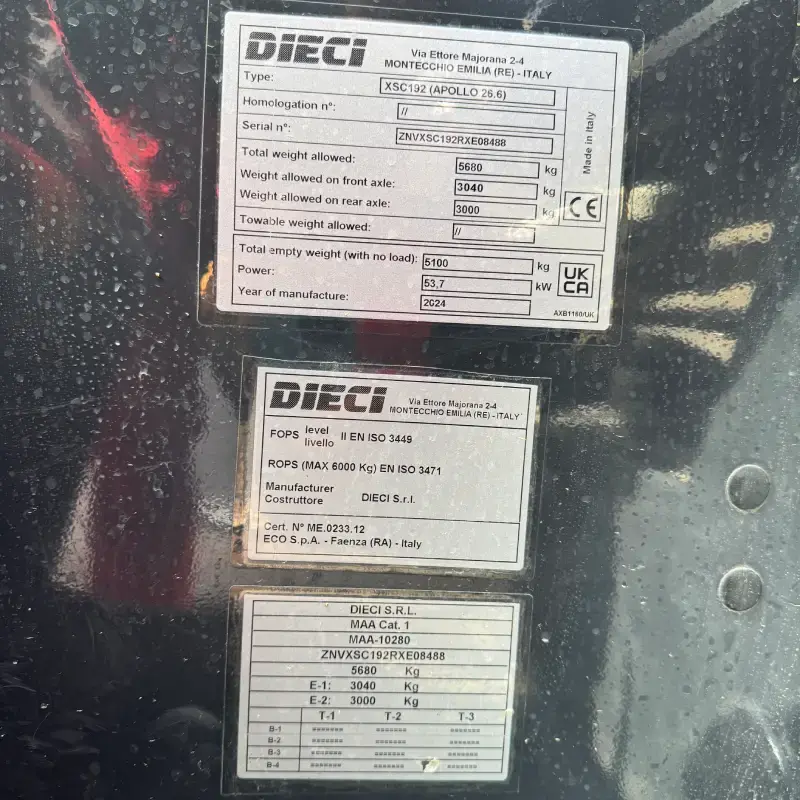 DIECI
Via Ettore Majorana 2-4
MONTECCHIO EMILIA (RE) - ITALY
Type: XSC192 (APOLLO 26.6)
Homologation n°: //
Serial n°: ZNVXSC192RXE08488
Made in Italy
Total weight allowed: 5680 kg
Weight allowed on front axle: 3040 kg
Weight allowed on rear axle: 3000 kg
CE
Towable weight allowed: //
Total empty weight (with no load): 5100 kg
Power: 53,7 kW
UK
CA
Year of manufacture: 2024
AXB1160/UK
DIECI
Via Ettore Majorana 2-4
MONTECCHIO EMILIA (RE) - ITALY
FOPS level
livello II EN ISO 3449
ROPS (MAX 6000 Kg) EN ISO 3471
Manufacturer
Costruttore DIECI S.r.l.
Cert. N° ME.0233.12
ECO S.p.A. - Faenza (RA) - Italy
DIECI S.R.L.
MAA Cat. 1
MAA-10280
ZNVXSC192RXE08488
5680 Kg
E-1: 3040 Kg
E-2: 3000 Kg
T-1 T-2 T-3
B-1
B-2
B-3
B-4